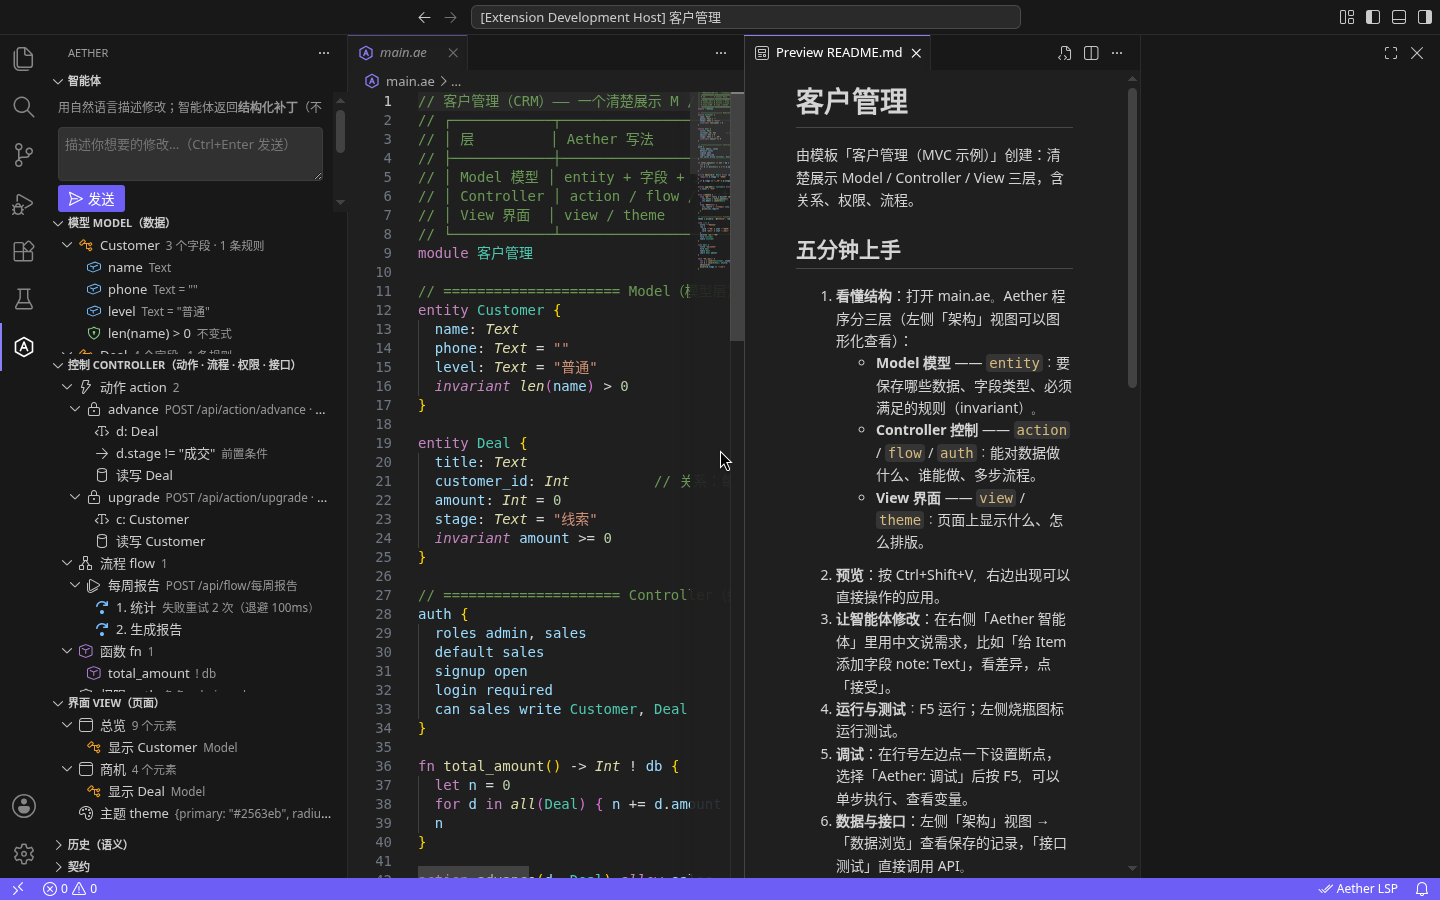 [Extension Development Host] 客户管理
AETHER
智能体
用自然语言描述修改；智能体返回结构化补丁（不
描述你想要的修改...（Ctrl+Enter 发送）
发送
模型 MODEL（数据）
Customer 3 个字段 · 1 条规则
name Text
phone Text = ""
level Text = "普通"
len(name) > 0 不变式
控制 CONTROLLER（动作 · 流程 · 权限 · 接口）
动作 action 2
advance POST /api/action/advance · ...
d: Deal
d.stage != "成交" 前置条件
读写 Deal
upgrade POST /api/action/upgrade · ...
c: Customer
读写 Customer
流程 flow 1
每周报告 POST /api/flow/每周报告
1. 统计 失败重试 2 次（退避 100ms）
2. 生成报告
函数 fn 1
total_amount ! db
界面 VIEW（页面）
总览 9 个元素
显示 Customer Model
商机 4 个元素
显示 Deal Model
主题 theme {primary: "#2563eb", radiu...
历史（语义）
契约
main.ae
main.ae > ...
1 // 客户管理（CRM）—— 一个清楚展示 M /
2 //
3 // │ 层 │ Aether 写法
4 //
5 // │ Model 模型 │ entity + 字段 +
6 // │ Controller │ action / flow /
7 // │ View 界面 │ view / theme
8 //
9 module 客户管理
10
11 // ===================== Model（模型层
12 entity Customer {
13 name: Text
14 phone: Text = ""
15 level: Text = "普通"
16 invariant len(name) > 0
17 }
18
19 entity Deal {
20 title: Text
21 customer_id: Int // 关系：每
22 amount: Int = 0
23 stage: Text = "线索"
24 invariant amount >= 0
25 }
26
27 // ===================== Controller
28 auth {
29 roles admin, sales
30 default sales
31 signup open
32 login required
33 can sales write Customer, Deal
34 }
35
36 fn total_amount() -> Int ! db {
37 let n = 0
38 for d in all(Deal) { n += d.amount
39 n
40 }
41
Preview README.md
客户管理
由模板「客户管理（MVC 示例）」创建：清
楚展示 Model / Controller / View 三层，含
关系、权限、流程。
五分钟上手
1. 看懂结构：打开 main.ae。Aether 程
序分三层（左侧「架构」视图可以图
形化查看）：
Model 模型 —— entity：要
保存哪些数据、字段类型、必须
满足的规则（invariant）。
Controller 控制 —— action
/ flow / auth：能对数据做
什么、谁能做、多步流程。
View 界面 —— view /
theme：页面上显示什么、怎
么排版。
2. 预览：按 Ctrl+Shift+V，右边出现可以
直接操作的应用。
3. 让智能体修改：在右侧「Aether 智能
体」里用中文说需求，比如「给 Item
添加字段 note: Text」，看差异，点
「接受」。
4. 运行与测试：F5 运行；左侧烧瓶图标
运行测试。
5. 调试：在行号左边点一下设置断点，
选择「Aether: 调试」后按 F5，可以
单步执行、查看变量。
6. 数据与接口：左侧「架构」视图 →
「数据浏览」查看保存的记录，「接口
测试」直接调用 API。
0 0
Aether LSP